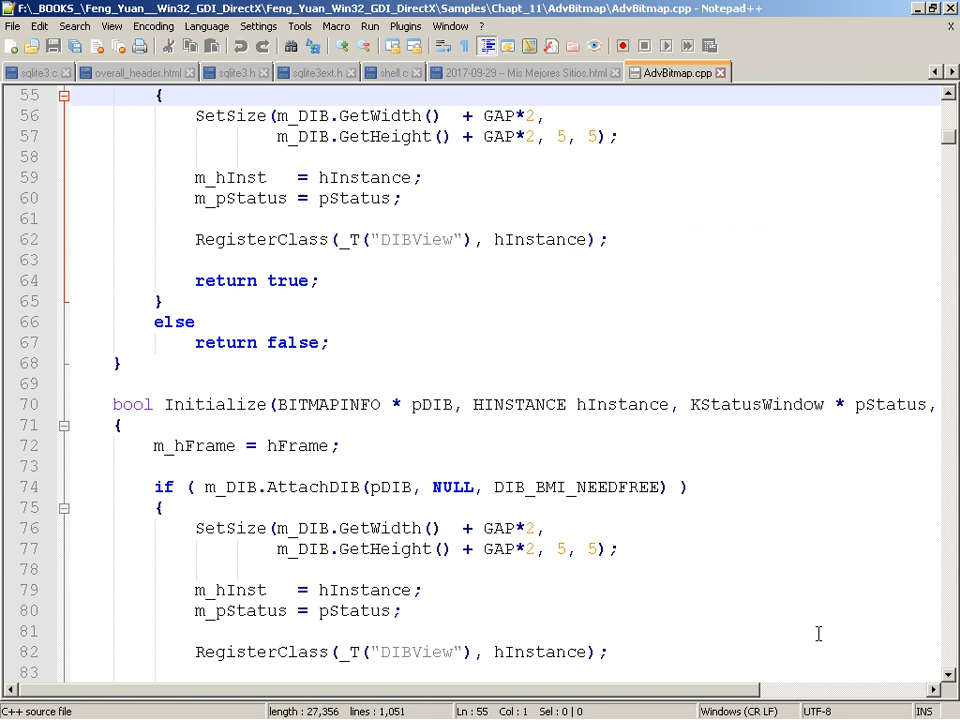 F:\_BOOKS_\Feng_Yuan__Win32_GDI_DirectX\Feng_Yuan_Win32_GDI_DirectX\Samples\Chapt_11\AdvBitmap\AdvBitmap.cpp - Notepad++
File Edit Search View Encoding Language Settings Tools Macro Run Plugins Window ? X
sqlite3.c overall_header.html sqlite3.h sqlite3ext.h shell.c 2017-09-29 -- Mis Mejores Sitios.html AdvBitmap.cpp
55 {
56 SetSize(m_DIB.GetWidth() + GAP*2,
57 m_DIB.GetHeight() + GAP*2, 5, 5);
58
59 m_hInst = hInstance;
60 m_pStatus = pStatus;
61
62 RegisterClass(_T("DIBView"), hInstance);
63
64 return true;
65 }
66 else
67 return false;
68 }
69
70 bool Initialize(BITMAPINFO * pDIB, HINSTANCE hInstance, KStatusWindow * pStatus,
71 {
72 m_hFrame = hFrame;
73
74 if ( m_DIB.AttachDIB(pDIB, NULL, DIB_BMI_NEEDFREE) )
75 {
76 SetSize(m_DIB.GetWidth() + GAP*2,
77 m_DIB.GetHeight() + GAP*2, 5, 5);
78
79 m_hInst = hInstance;
80 m_pStatus = pStatus;
81
82 RegisterClass(_T("DIBView"), hInstance);
83
C++ source file length : 27,356 lines : 1,051 Ln : 55 Col : 1 Sel : 0 | 0 Windows (CR LF) UTF-8 INS